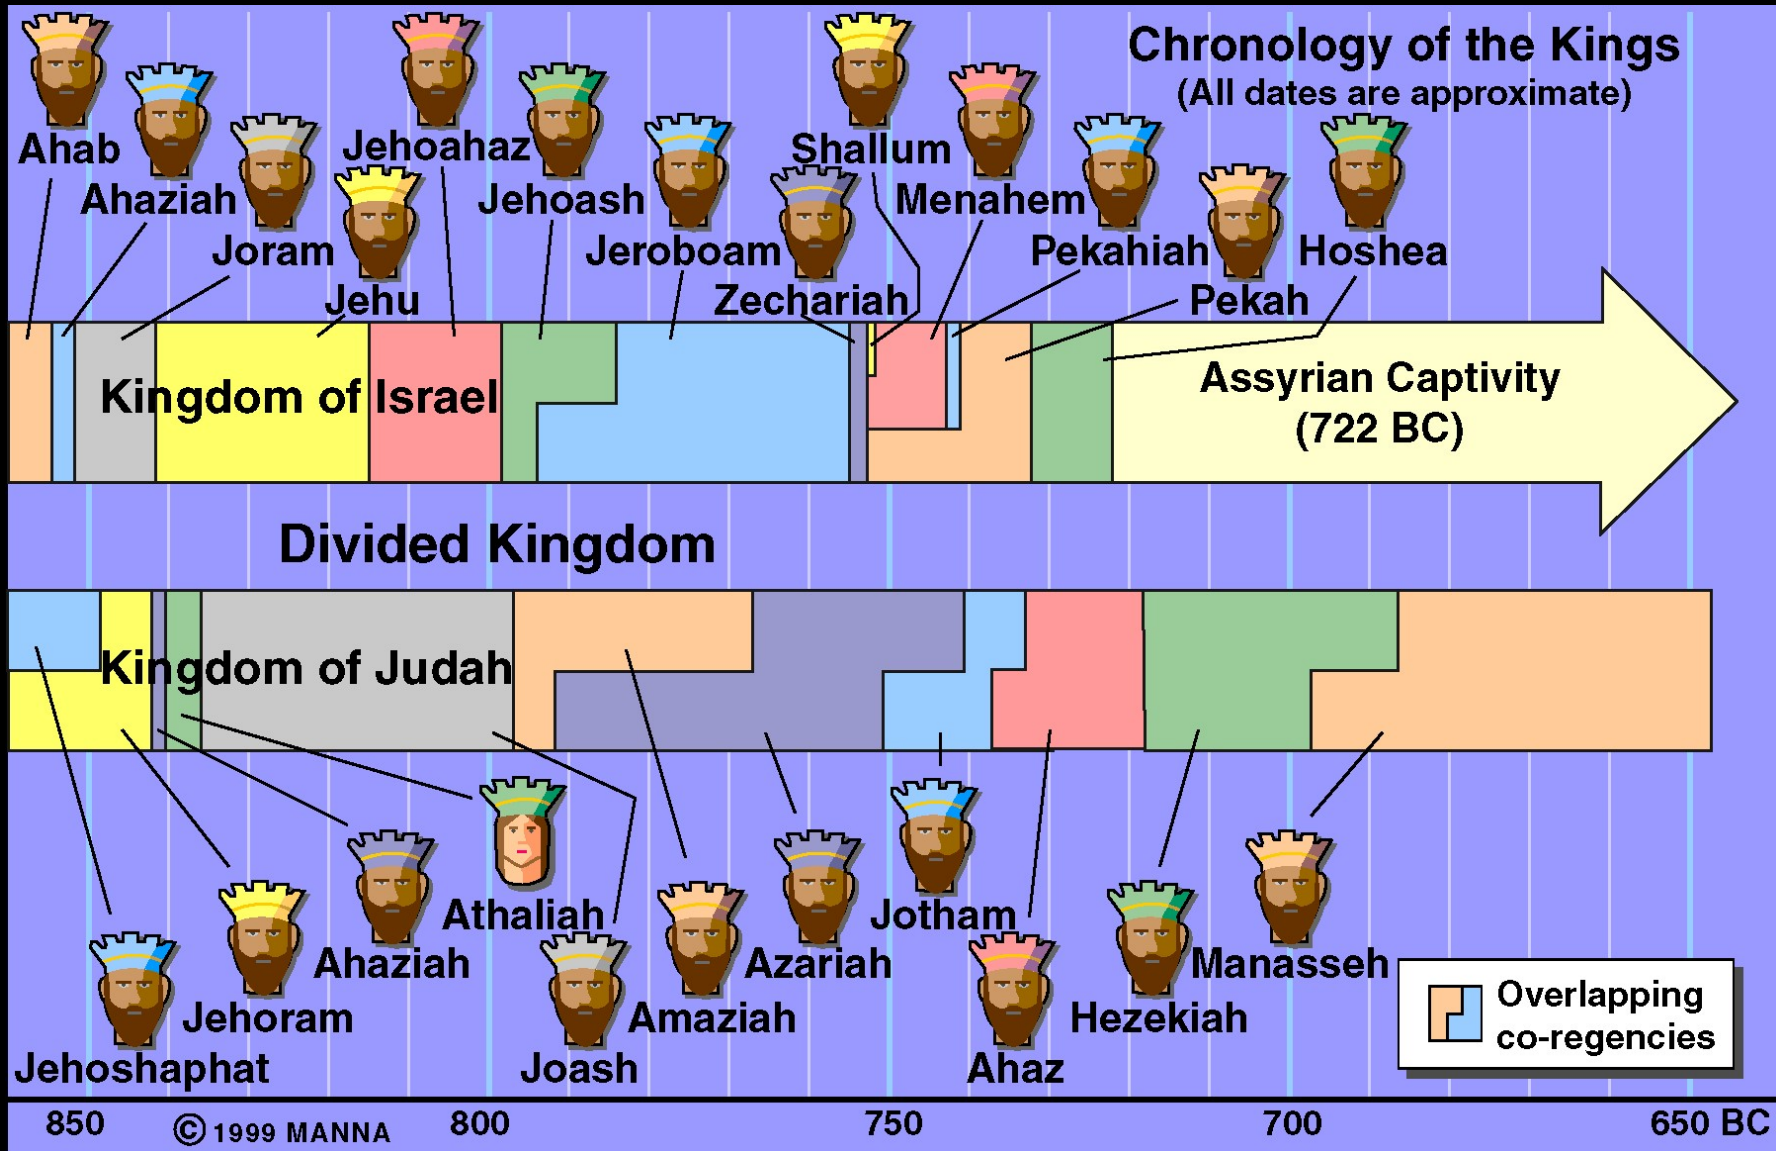 Chronology of the Kings
(All dates are approximate)
Ahab
Ahaziah
Joram
Jehu
Jehoahaz
Jehoash
Jeroboam
Zechariah
Shallum
Menahem
Pekahiah
Pekah
Hoshea
Kingdom of Israel
Assyrian Captivity
(722 BC)
Divided Kingdom
Kingdom of Judah
Jehoshaphat
Jehoram
Ahaziah
Athaliah
Joash
Amaziah
Azariah
Jotham
Ahaz
Hezekiah
Manasseh
Overlapping
co-regencies
850
© 1999 MANNA
800
750
700
650 BC